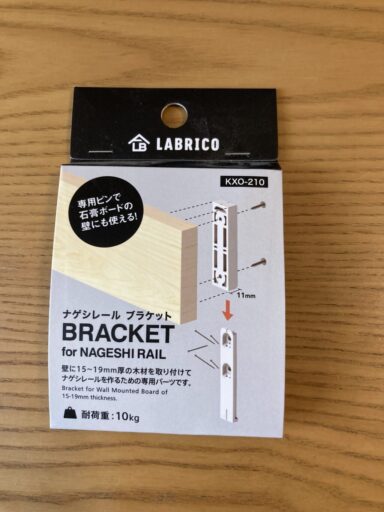 LABRICO
KXO-210
専用ピンで
石膏ボードの
壁にも使える!
11mm
ナゲシレール ブラケット
BRACKET
for NAGESHI RAIL
壁に15~19mm厚の木材を取り付けて
ナゲシレールを作るための専用パーツです。
Bracket for Wall Mounted Board of
15-19mm thickness.
耐荷重:10kg